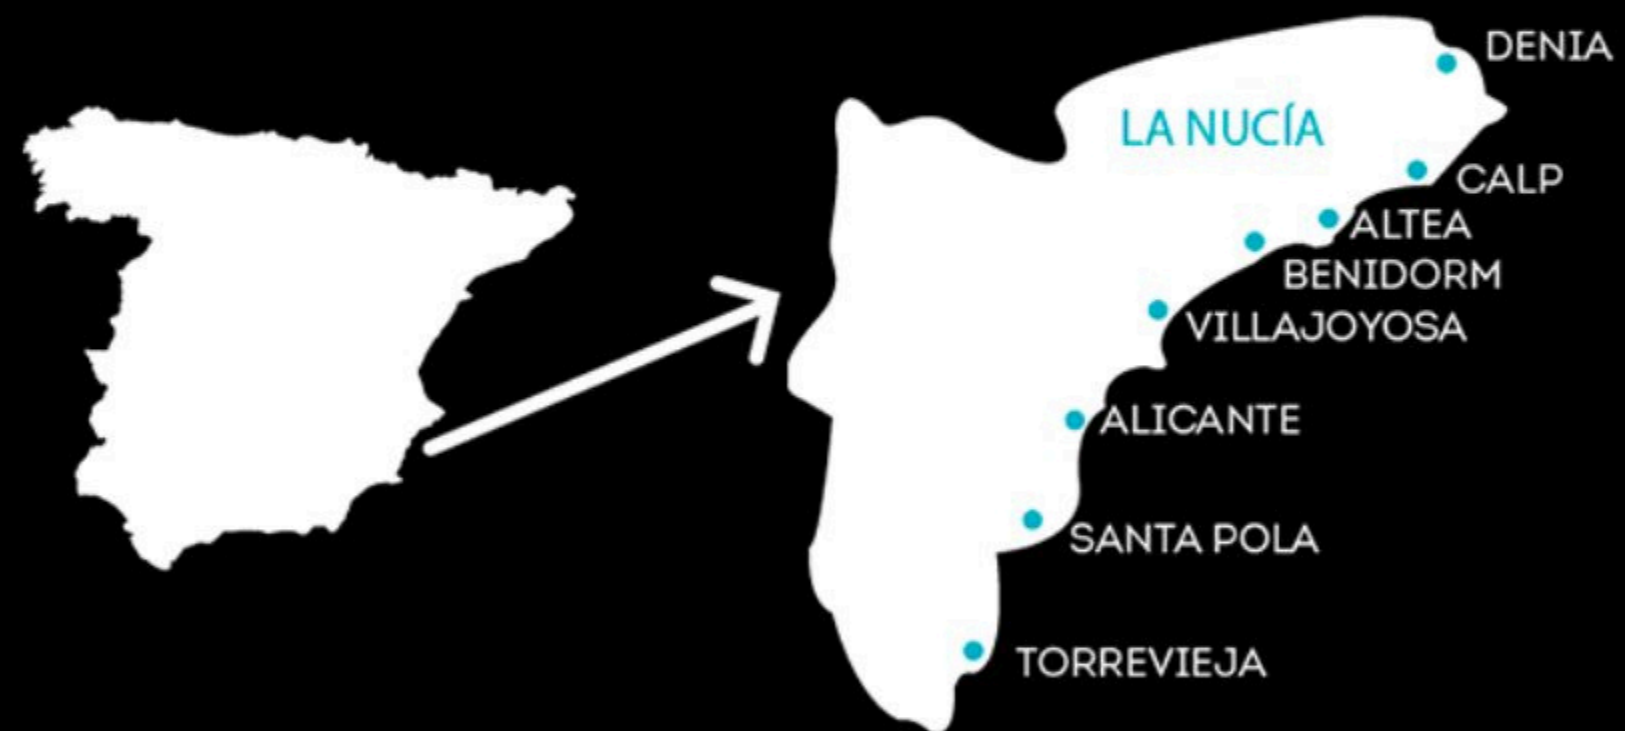 DENIA
LA NUCÍA
CALP
ALTEA
BENIDORM
VILLAJOYOSA
ALICANTE
SANTA POLA
TORREVIEJA